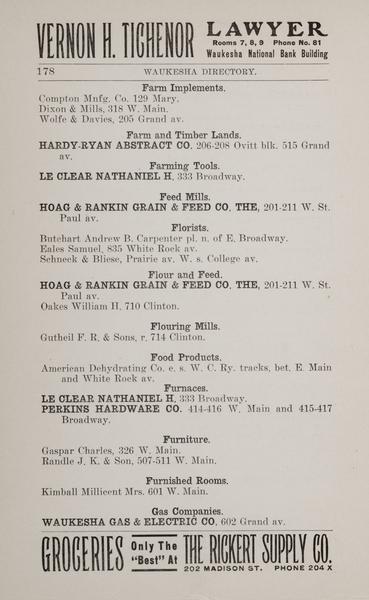 VERNON H. TICHENOR LAWYER
Rooms 7, 8, 9 Phone No. 81
Waukesha National Bank Building
178 WAUKESHA DIRECTORY.
Farm Implements.
Compton Mnfg. Co. 129 Mary.
Dixon & Mills, 318 W. Main.
Wolfe & Davies, 205 Grand av.
Farm and Timber Lands.
HARDY-RYAN ABSTRACT CO. 206-208 Ovitt blk. 515 Grand
av.
Farming Tools.
LE CLEAR NATHANIEL H. 333 Broadway.
Feed Mills.
HOAG & RANKIN GRAIN & FEED CO. THE, 201-211 W. St.
Paul av.
Florists.
Butchart Andrew B. Carpenter pl. n. of E. Broadway.
Eales Samuel, 835 White Rock av.
Schneck & Bliese, Prairie av. W. s. College av.
Flour and Feed.
HOAG & RANKIN GRAIN & FEED CO. THE, 201-211 W. St.
Paul av.
Oakes William H. 710 Clinton.
Flouring Mills.
Gutheil F. R. & Sons, r. 714 Clinton.
Food Products.
American Dehydrating Co. e. s. W. C. Ry. tracks, bet. E. Main
and White Rock av.
Furnaces.
LE CLEAR NATHANIEL H. 333 Broadway.
PERKINS HARDWARE CO. 414-416 W. Main and 415-417
Broadway.
Furniture.
Gaspar Charles, 326 W. Main.
Randle J. K. & Son, 507-511 W. Main.
Furnished Rooms.
Kimball Millicent Mrs. 601 W. Main.
Gas Companies.
WAUKESHA GAS & ELECTRIC CO. 602 Grand av.
GROCERIES Only The "Best" At THE RICKERT SUPPLY CO.
202 MADISON ST. PHONE 204 X